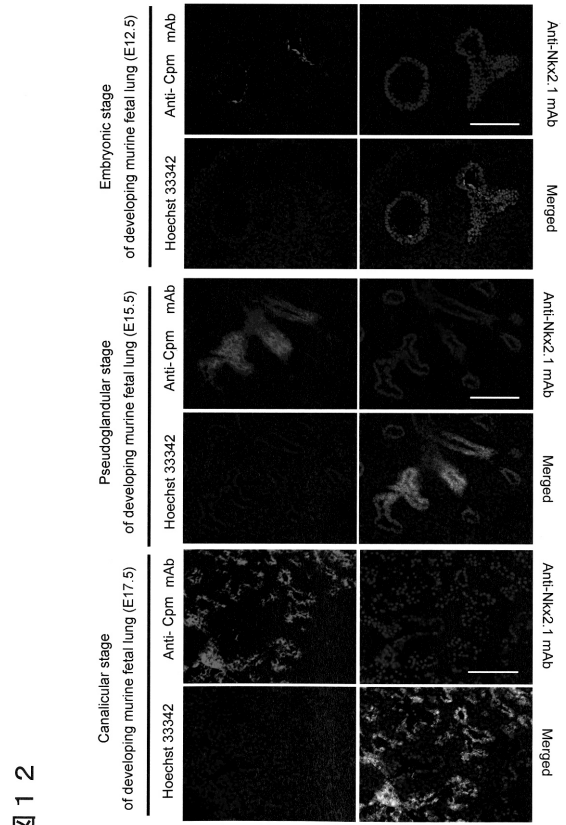 図１２
Embryonic stage
of developing murine fetal lung (E12.5)
Anti- Cpm mAb
Hoechst 33342
Anti-Nkx2.1 mAb
Merged
Pseudoglandular stage
of developing murine fetal lung (E15.5)
Anti- Cpm mAb
Hoechst 33342
Anti-Nkx2.1 mAb
Merged
Canalicular stage
of developing murine fetal lung (E17.5)
Anti- Cpm mAb
Hoechst 33342
Anti-Nkx2.1 mAb
Merged